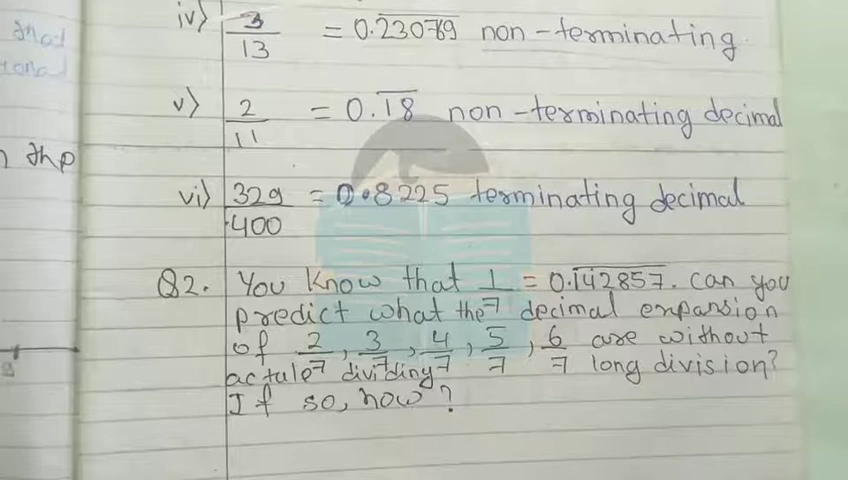 iv) 3/13 = 0.230769 non-terminating
v) 2/11 = 0.18 non-terminating decimal
vi) 329/400 = 0.8225 terminating decimal
Q2. You know that 1/7 = 0.142857. can you
predict what the decimal expansion
of 2/7, 3/7, 4/7, 5/7, 6/7 are without
actule dividing long division?
If so, how?